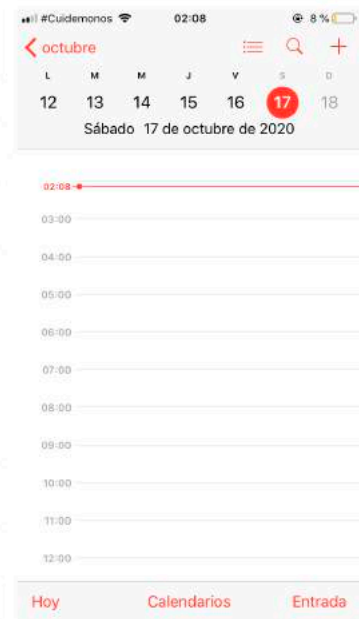 #Cuidemonos 02:08 8 %
octubre
L M M J V S D
12 13 14 15 16 17 18
Sábado 17 de octubre de 2020
02:08
03:00
04:00
05:00
06:00
07:00
08:00
09:00
10:00
11:00
12:00
Hoy Calendarios Entrada